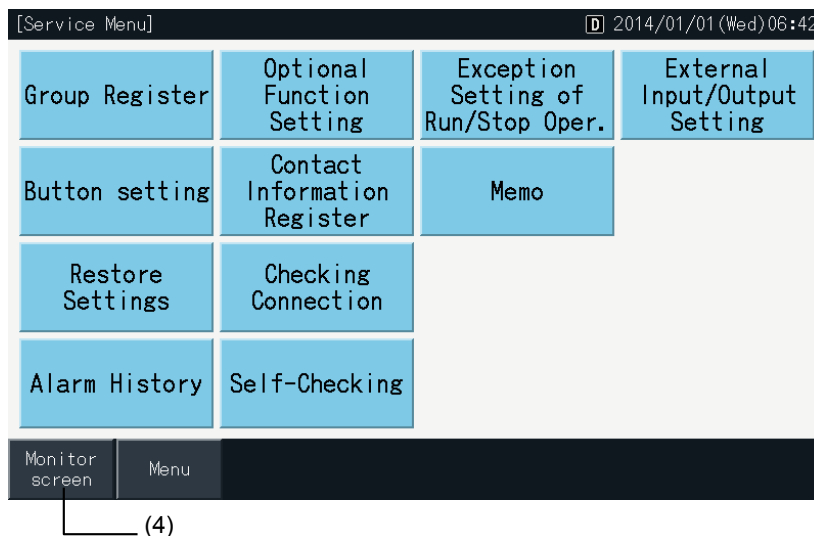 [Service Menu] D 2014/01/01(Wed)06:42
Group Register
Optional
Function
Setting
Exception
Setting of
Run/Stop Oper.
External
Input/Output
Setting
Button setting
Contact
Information
Register
Memo
Restore
Settings
Checking
Connection
Alarm History
Self-Checking
Monitor
screen
Menu
(4)